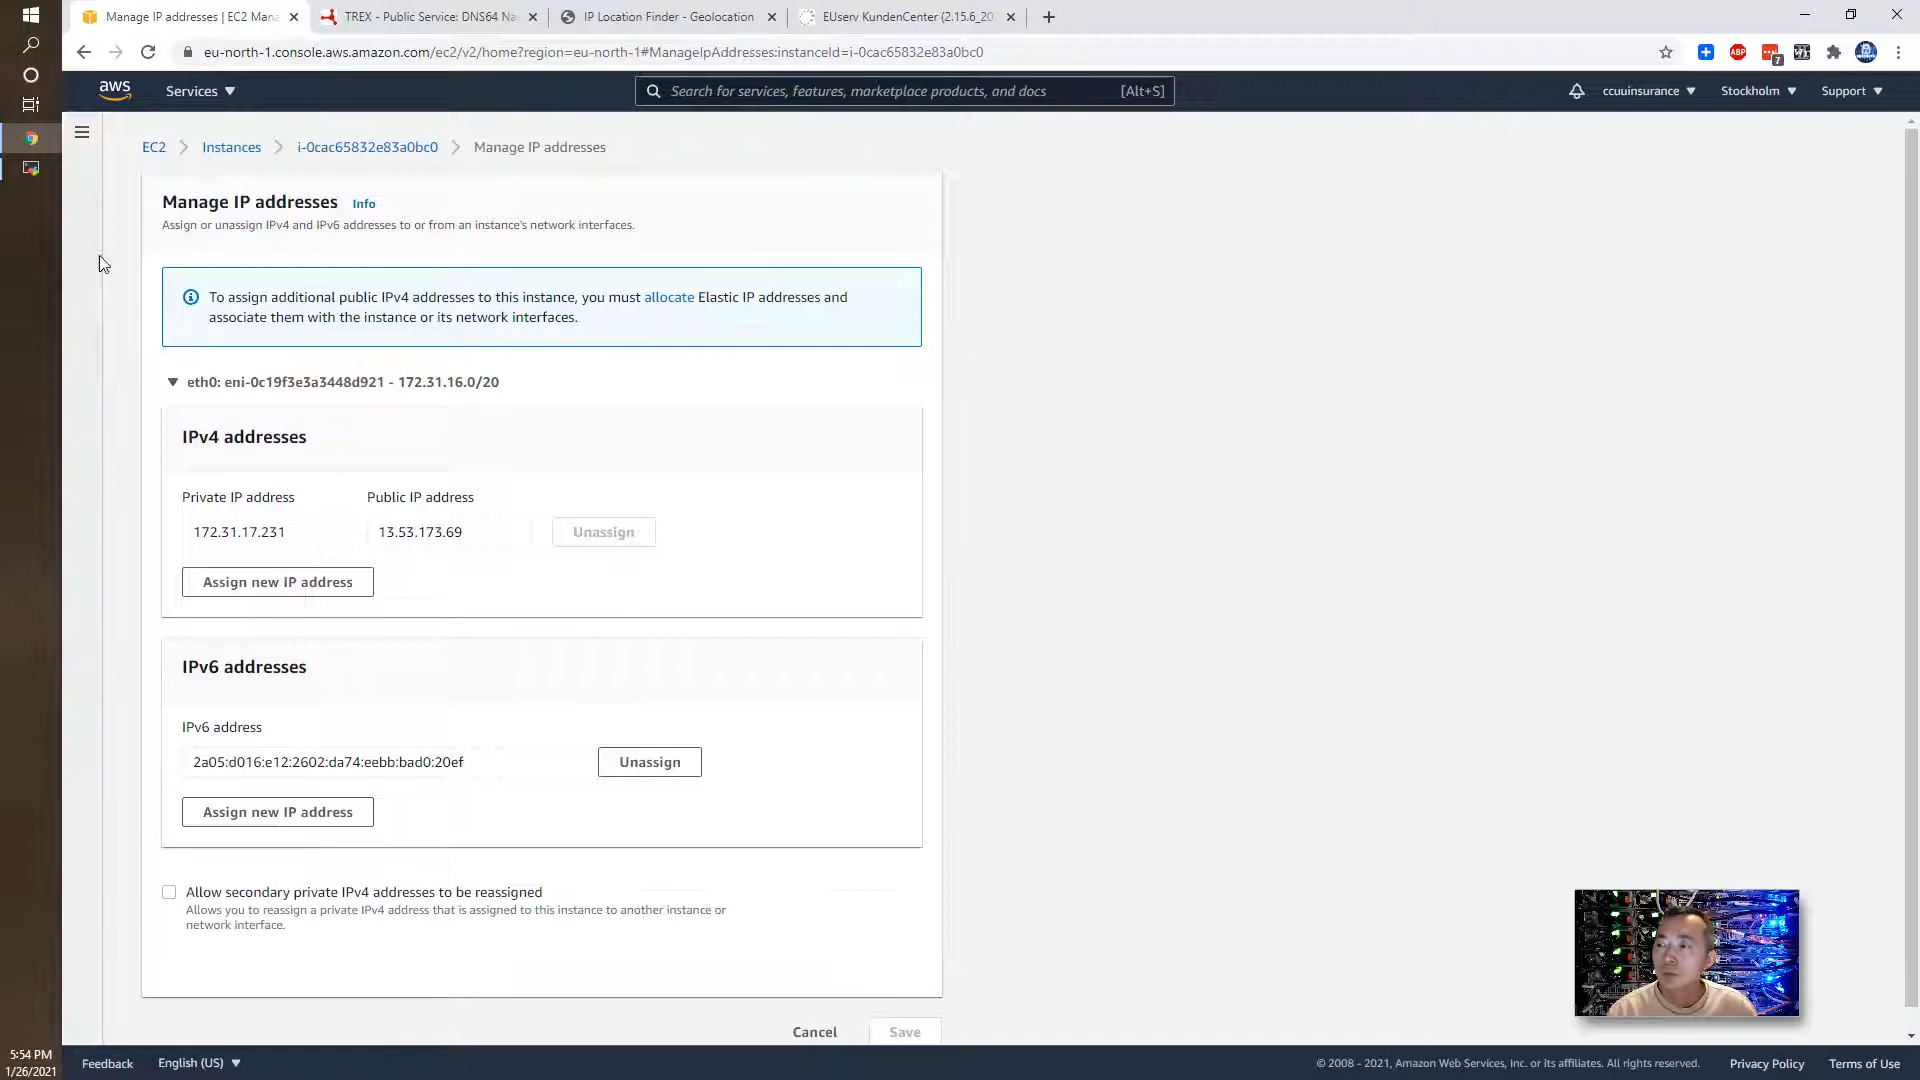 Manage IP addresses | EC2 Mana
TREX - Public Service: DNS64 Na
IP Location Finder - Geolocation
EUserv KundenCenter (2.15.6_20
eu-north-1.console.aws.amazon.com/ec2/v2/home?region=eu-north-1#ManageIpAddresses:instanceId=i-0cac65832e83a0bc0
ABP
7
aws
Services
Search for services, features, marketplace products, and docs
[Alt+S]
ccuuinsurance
Stockholm
Support
EC2
Instances
i-0cac65832e83a0bc0
Manage IP addresses
Manage IP addresses
Info
Assign or unassign IPv4 and IPv6 addresses to or from an instance's network interfaces.
To assign additional public IPv4 addresses to this instance, you must allocate Elastic IP addresses and
associate them with the instance or its network interfaces.
eth0: eni-0c19f3e3a3448d921 - 172.31.16.0/20
IPv4 addresses
Private IP address
Public IP address
172.31.17.231
13.53.173.69
Unassign
Assign new IP address
IPv6 addresses
IPv6 address
2a05:d016:e12:2602:da74:eebb:bad0:20ef
Unassign
Assign new IP address
Allow secondary private IPv4 addresses to be reassigned
Allows you to reassign a private IPv4 address that is assigned to this instance to another instance or
network interface.
Cancel
Save
5:54 PM
1/26/2021
Feedback
English (US)
© 2008 - 2021, Amazon Web Services, Inc. or its affiliates. All rights reserved.
Privacy Policy
Terms of Use